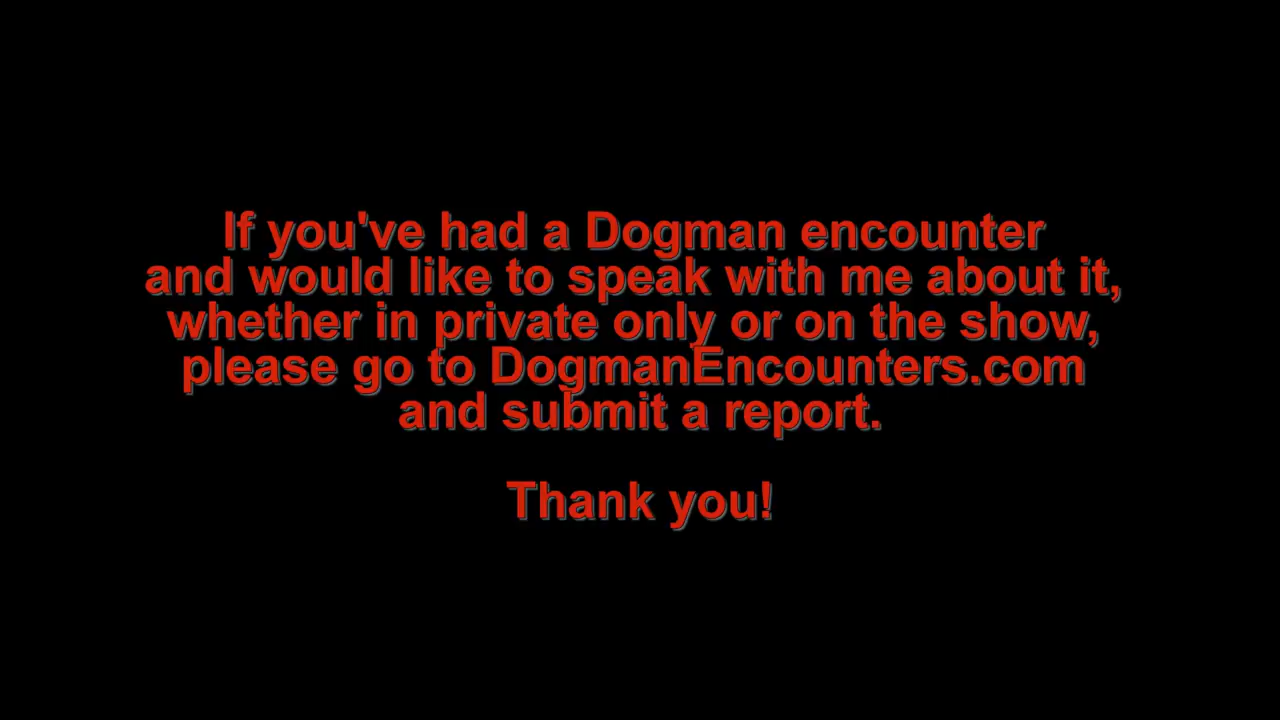 If you've had a Dogman encounter
and would like to speak with me about it,
whether in private only or on the show,
please go to DogmanEncounters.com
and submit a report.
Thank you!